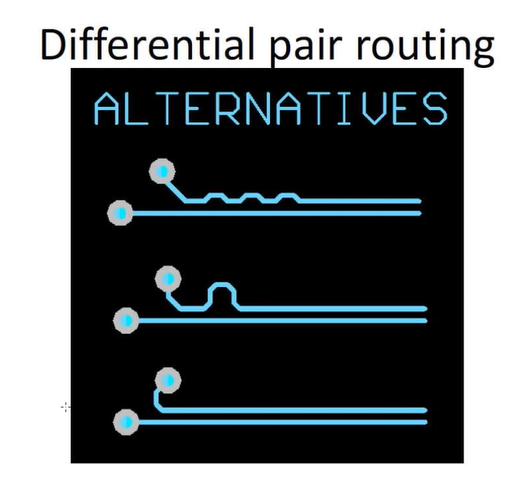 Differential pair routing
ALTERNATIVES